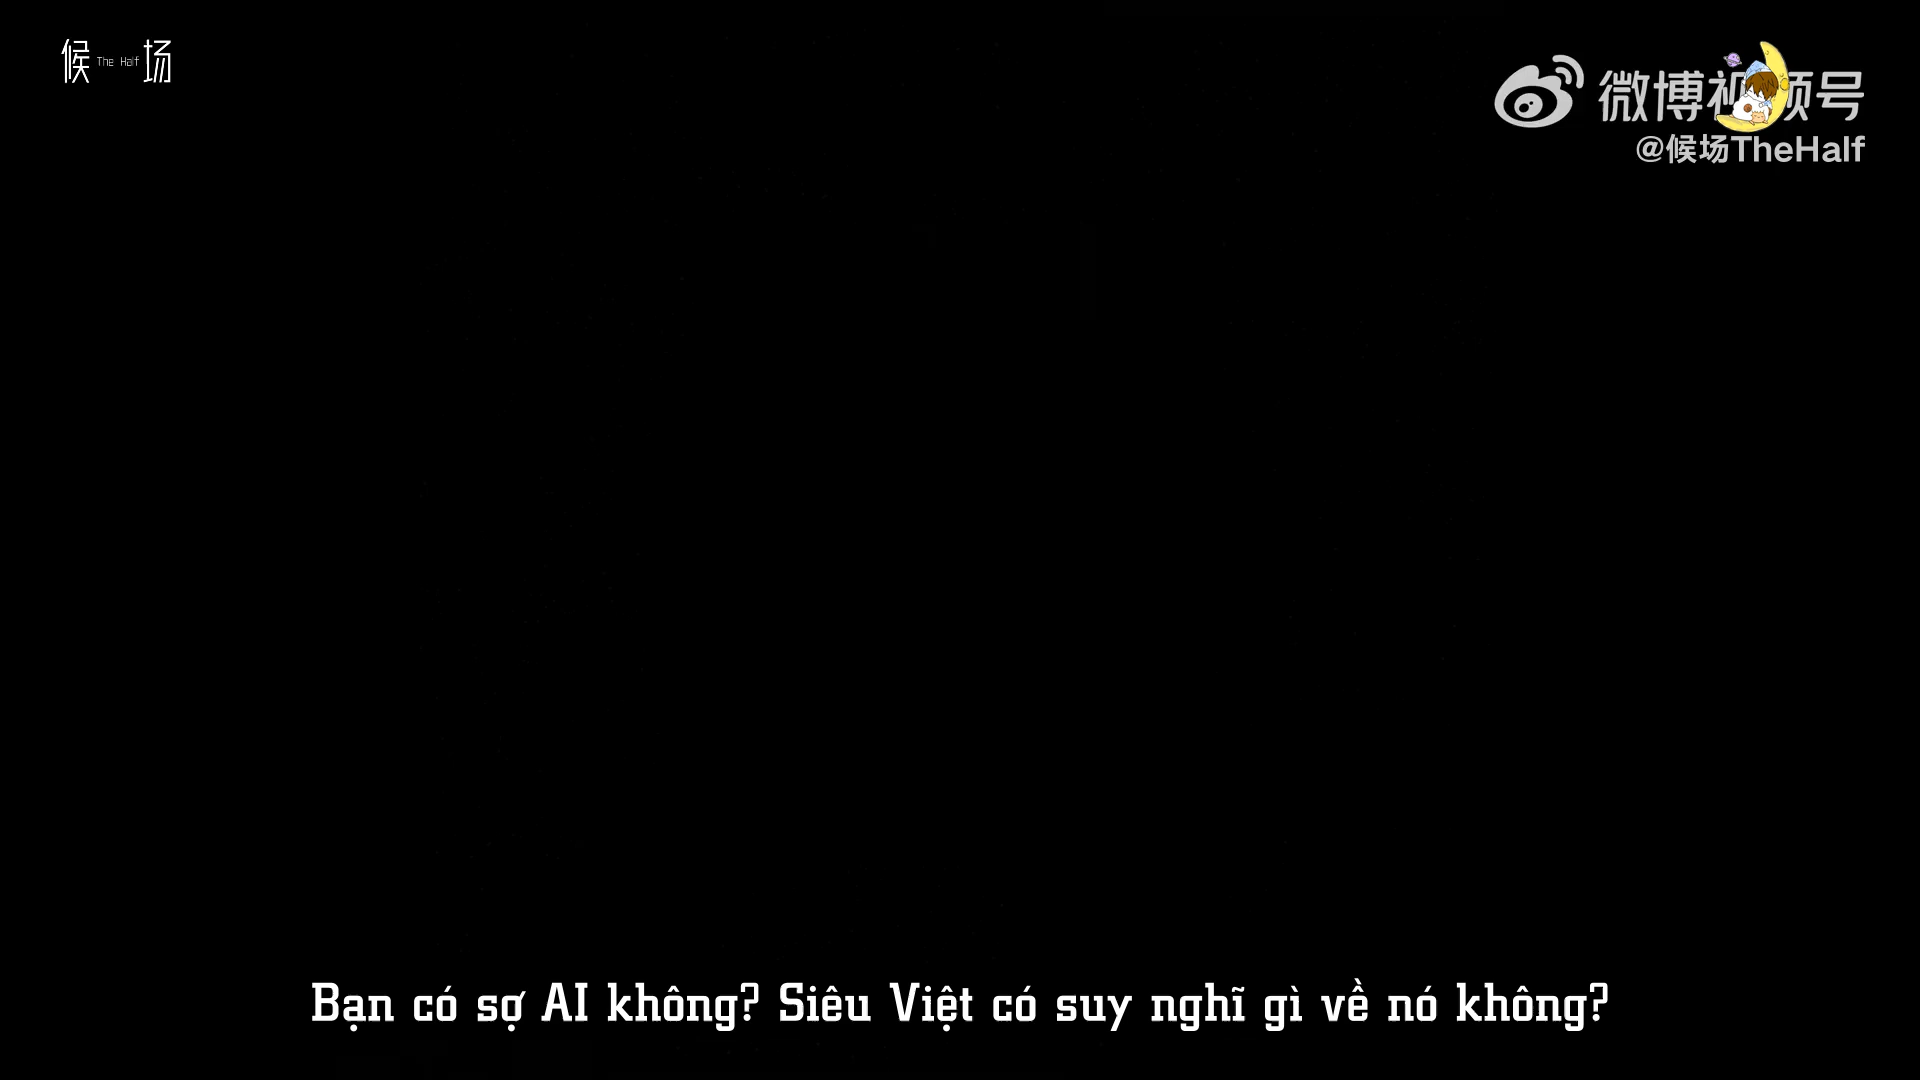 候 The Half 场
微博视频号
@候场TheHalf
Bạn có sợ AI không? Siêu Việt có suy nghĩ gì về nó không?